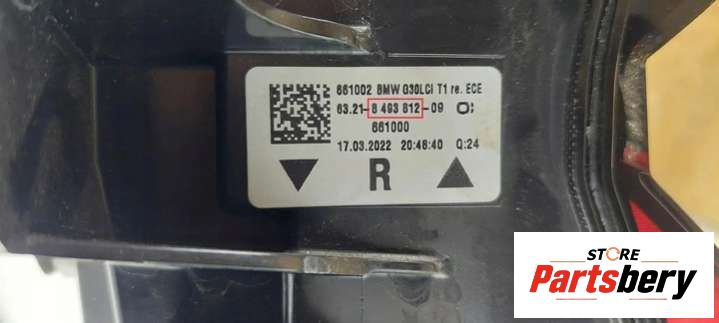 661002 BMW G30LCI T1 re. ECE
63.21-8 493 812-09 O:
661000
17.03.2022 20:46:40 Q:24
R
STORE
Partsbery